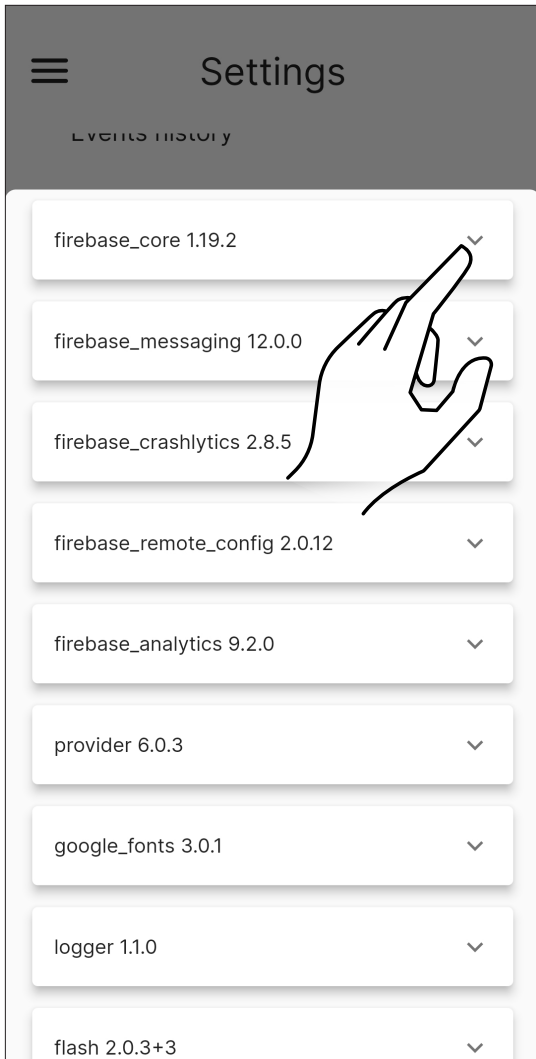 Settings
Events history
firebase_core 1.19.2
firebase_messaging 12.0.0
firebase_crashlytics 2.8.5
firebase_remote_config 2.0.12
firebase_analytics 9.2.0
provider 6.0.3
google_fonts 3.0.1
logger 1.1.0
flash 2.0.3+3